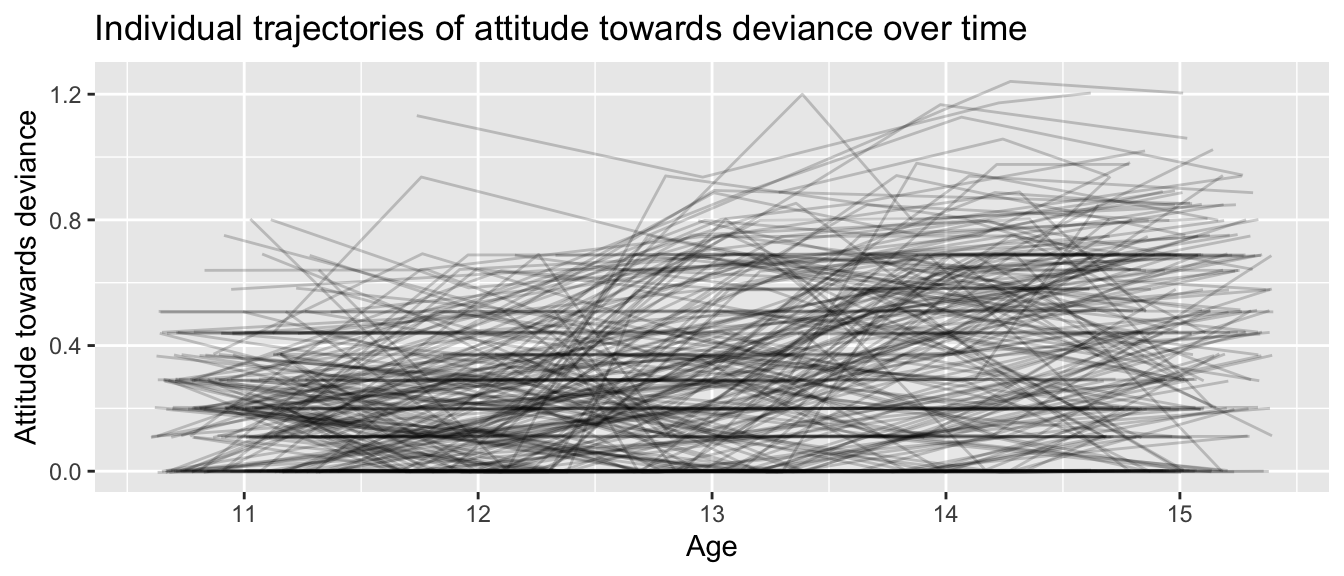 Individual trajectories of attitude towards deviance over time
Attitude towards deviance
1.2
0.8
0.4
0.0
11 12 13 14 15
Age